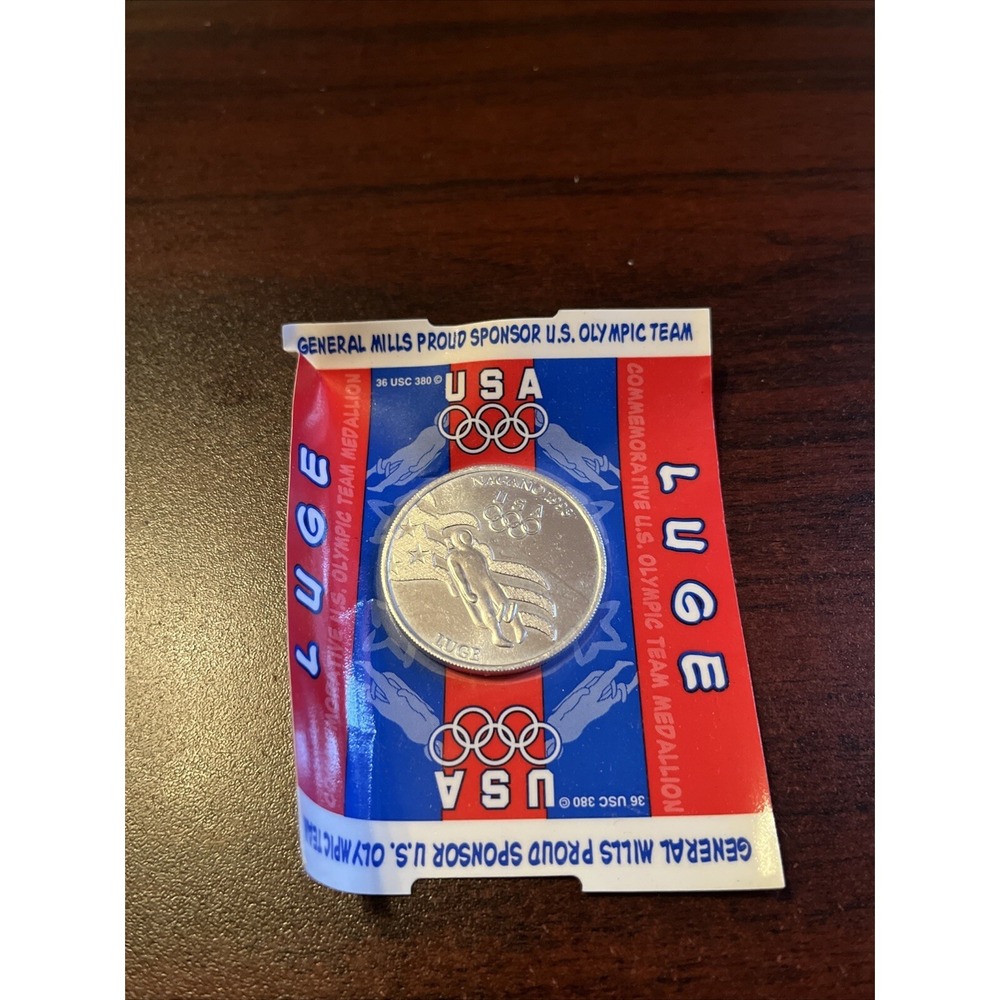 GENERAL MILLS PROUD SPONSOR U.S. OLYMPIC TEAM
36 USC 380 ©
USA
LUGE
COMMEMORATIVE U.S. OLYMPIC TEAM MEDALLION
NAGANO 1998
USA
LUGE
LUGE
COMMEMORATIVE U.S. OLYMPIC TEAM MEDALLION
USA
36 USC 380 ©
GENERAL MILLS PROUD SPONSOR U.S. OLYMPIC TEAM